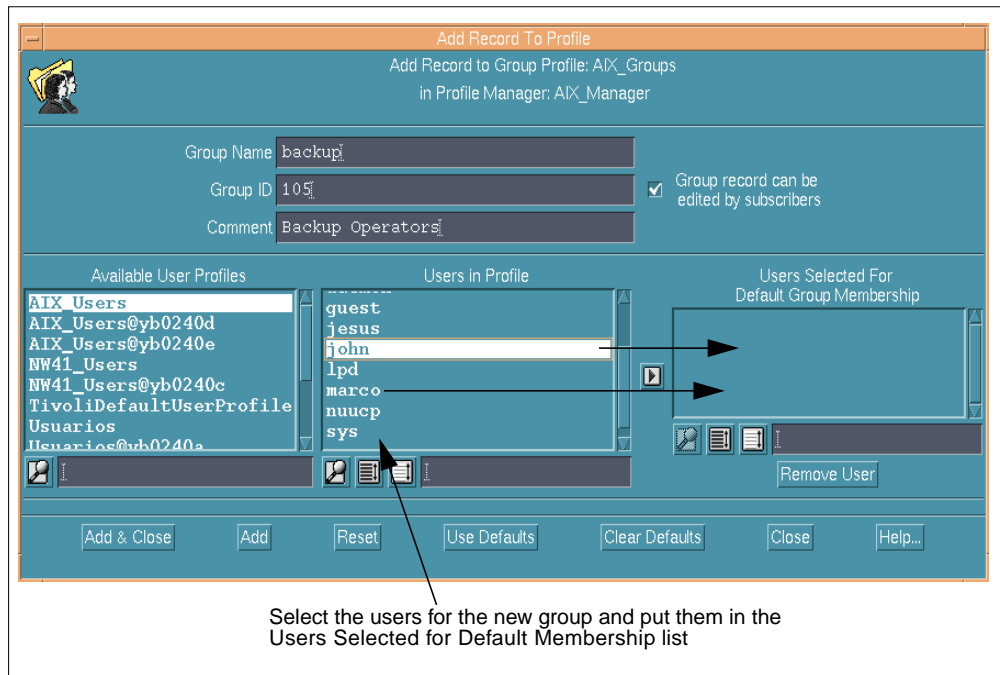 Add Record To Profile
Add Record to Group Profile: AIX_Groups
in Profile Manager: AIX_Manager
Group Name backup
Group ID 105
Group record can be
edited by subscribers
Comment Backup Operators
Available User Profiles
AIX_Users
AIX_Users@yb0240d
AIX_Users@yb0240e
NW41_Users
NW41_Users@yb0240c
TivoliDefaultUserProfile
Usuarios
Usuarios@yb0240a
Users in Profile
guest
jesus
john
lpd
marco
nuucp
sys
Users Selected For
Default Group Membership
Remove User
Add & Close
Add
Reset
Use Defaults
Clear Defaults
Close
Help...
Select the users for the new group and put them in the
Users Selected for Default Membership list